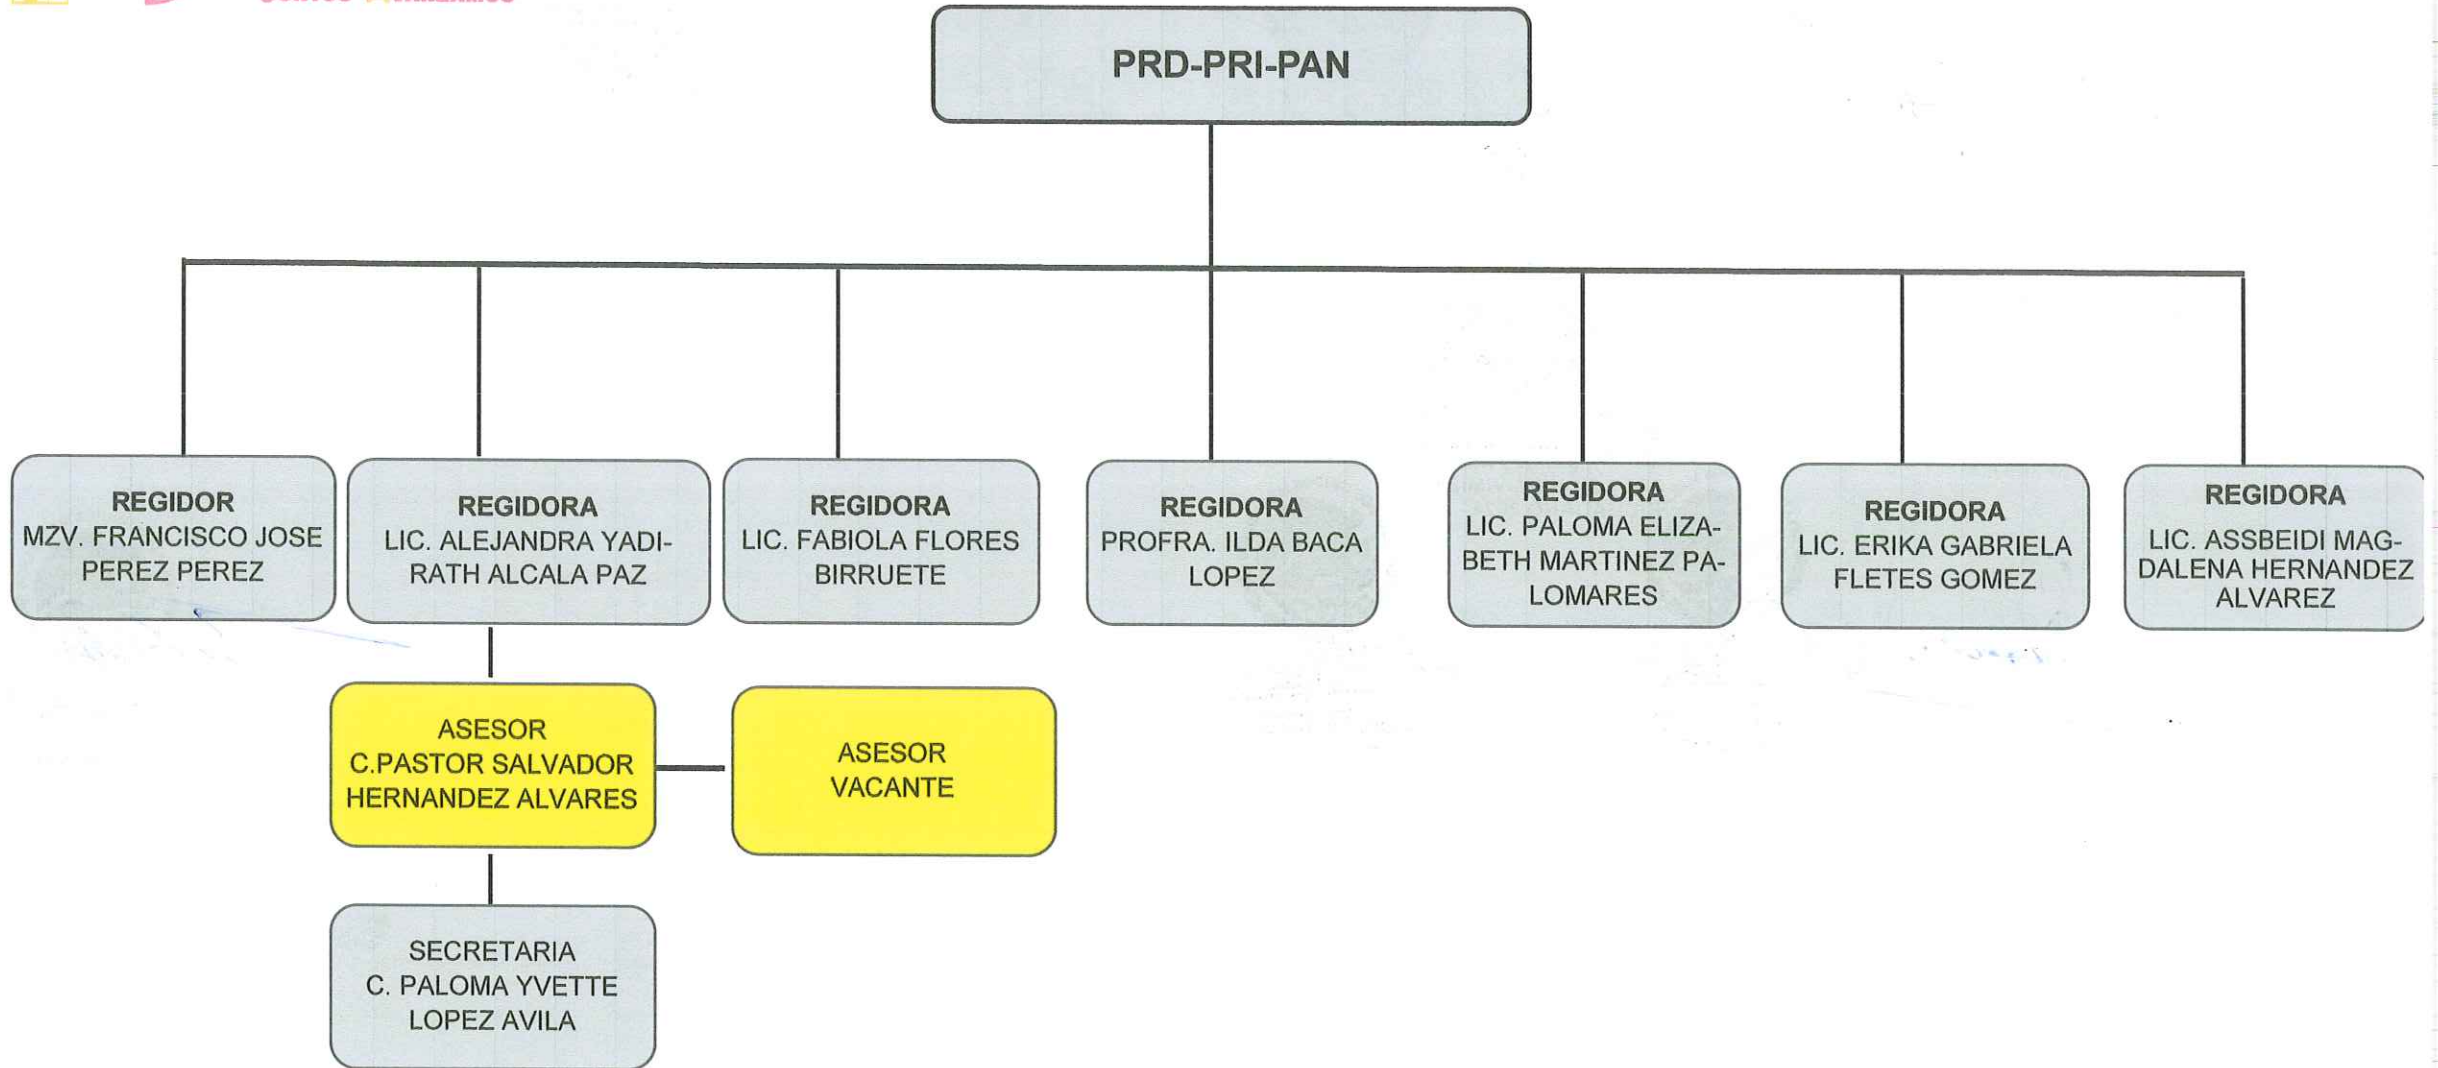 PRD-PRI-PAN
REGIDOR
MZV. FRANCISCO JOSE
PEREZ PEREZ
REGIDORA
LIC. ALEJANDRA YADI-
RATH ALCALA PAZ
REGIDORA
LIC. FABIOLA FLORES
BIRRUETE
REGIDORA
PROFRA. ILDA BACA
LOPEZ
REGIDORA
LIC. PALOMA ELIZA-
BETH MARTINEZ PA-
LOMARES
REGIDORA
LIC. ERIKA GABRIELA
FLETES GOMEZ
REGIDORA
LIC. ASSBEIDI MAG-
DALENA HERNANDEZ
ALVAREZ
ASESOR
C.PASTOR SALVADOR
HERNANDEZ ALVARES
ASESOR
VACANTE
SECRETARIA
C. PALOMA YVETTE
LOPEZ AVILA